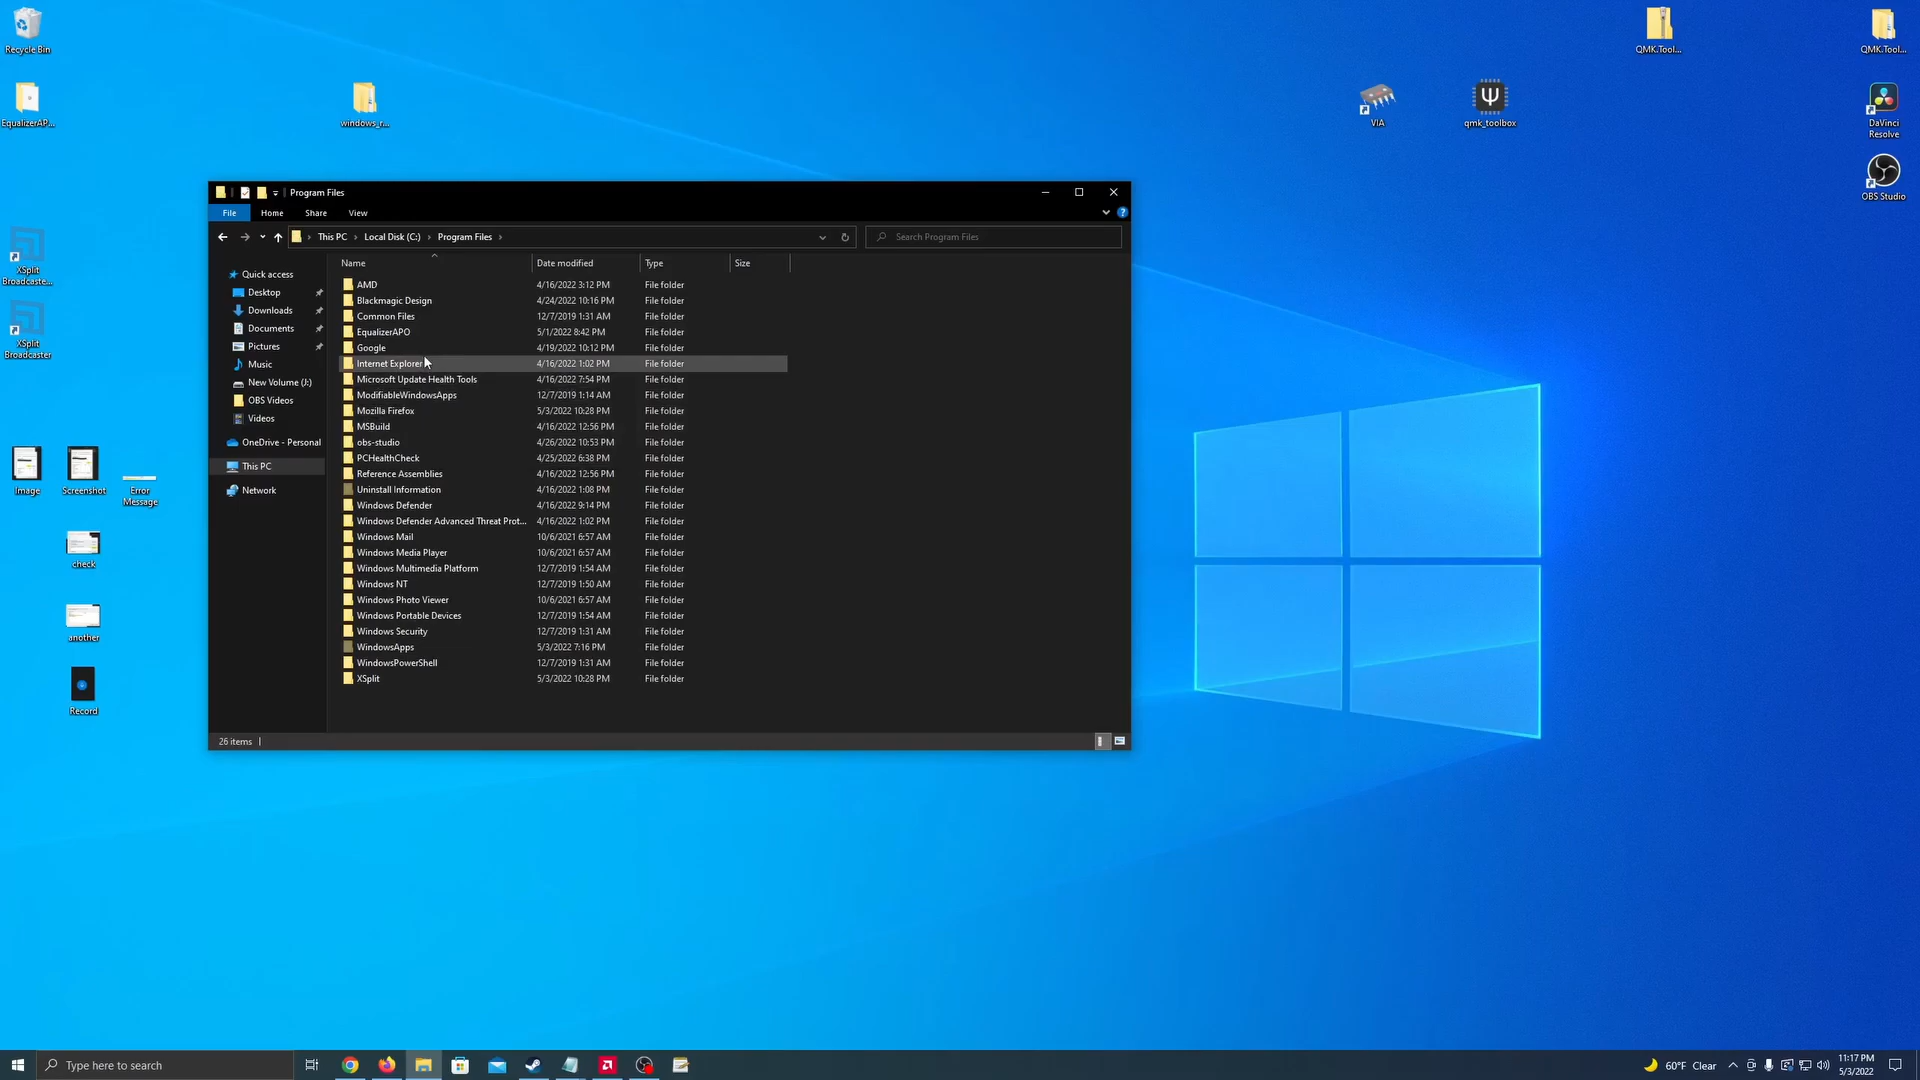 Recycle Bin
EqualizerAP...
windows_r...
XSplit
Broadcaste...
XSplit
Broadcaster
Image
Screenshot
Error
Message
check
another
Record
VIA
qmk_toolbox
QMK.Tool...
QMK.Tool...
DaVinci
Resolve
OBS Studio
Program Files
File Home Share View
This PC Local Disk (C:) Program Files
Search Program Files
Quick access
Desktop
Downloads
Documents
Pictures
Music
New Volume (J:)
OBS Videos
Videos
OneDrive - Personal
This PC
Network
Name Date modified Type Size
AMD 4/16/2022 3:12 PM File folder
Blackmagic Design 4/24/2022 10:16 PM File folder
Common Files 12/7/2019 1:31 AM File folder
EqualizerAPO 5/1/2022 8:42 PM File folder
Google 4/19/2022 10:12 PM File folder
Internet Explorer 4/16/2022 1:02 PM File folder
Microsoft Update Health Tools 4/16/2022 7:54 PM File folder
ModifiableWindowsApps 12/7/2019 1:14 AM File folder
Mozilla Firefox 5/3/2022 10:28 PM File folder
MSBuild 4/16/2022 12:56 PM File folder
obs-studio 4/26/2022 10:53 PM File folder
PCHealthCheck 4/25/2022 6:38 PM File folder
Reference Assemblies 4/16/2022 12:56 PM File folder
Uninstall Information 4/16/2022 1:08 PM File folder
Windows Defender 4/16/2022 9:14 PM File folder
Windows Defender Advanced Threat Prot... 4/16/2022 1:02 PM File folder
Windows Mail 10/6/2021 6:57 AM File folder
Windows Media Player 10/6/2021 6:57 AM File folder
Windows Multimedia Platform 12/7/2019 1:54 AM File folder
Windows NT 12/7/2019 1:50 AM File folder
Windows Photo Viewer 10/6/2021 6:57 AM File folder
Windows Portable Devices 12/7/2019 1:54 AM File folder
Windows Security 12/7/2019 1:31 AM File folder
WindowsApps 5/3/2022 7:16 PM File folder
WindowsPowerShell 12/7/2019 1:31 AM File folder
XSplit 5/3/2022 10:28 PM File folder
26 items
Type here to search
60°F Clear
11:17 PM
5/3/2022